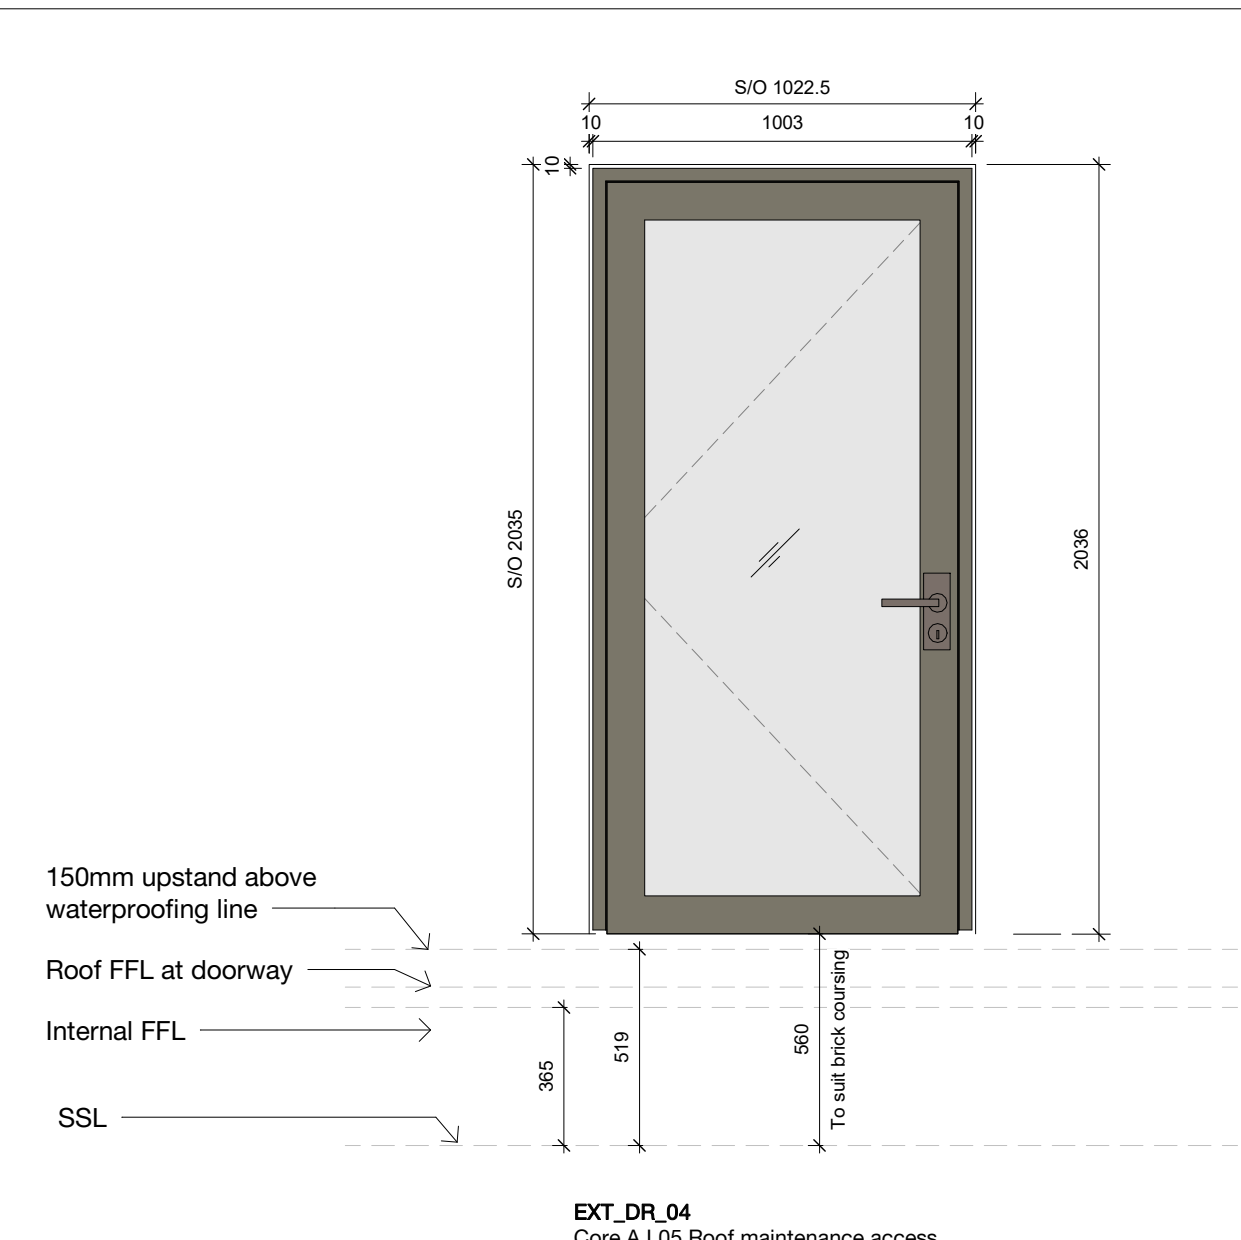 S/O 1022.5
10
1003
10
10
S/O 2035
2036
150mm upstand above
waterproofing line
Roof FFL at doorway
Internal FFL
SSL
365
519
560
To suit brick coursing
EXT_DR_04
Core A L05 Roof maintenance access